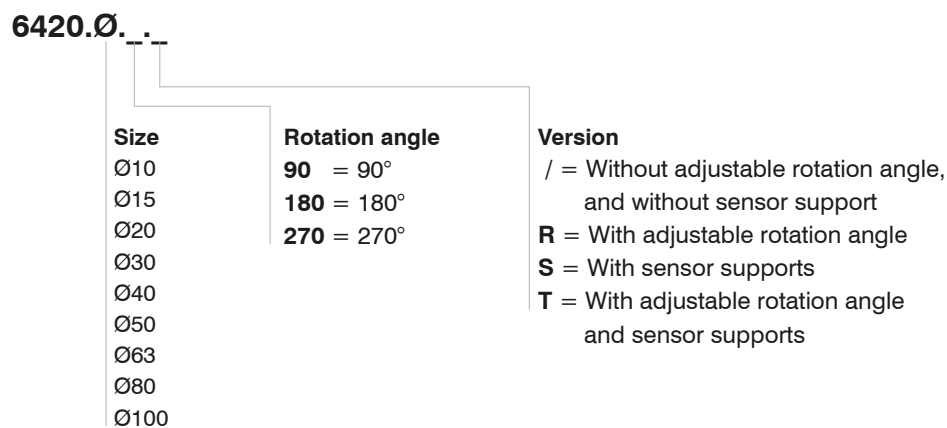 6420.Ø._._
Size
Ø10
Ø15
Ø20
Ø30
Ø40
Ø50
Ø63
Ø80
Ø100
Rotation angle
90 = 90°
180 = 180°
270 = 270°
Version
/ = Without adjustable rotation angle,
and without sensor support
R = With adjustable rotation angle
S = With sensor supports
T = With adjustable rotation angle
and sensor supports